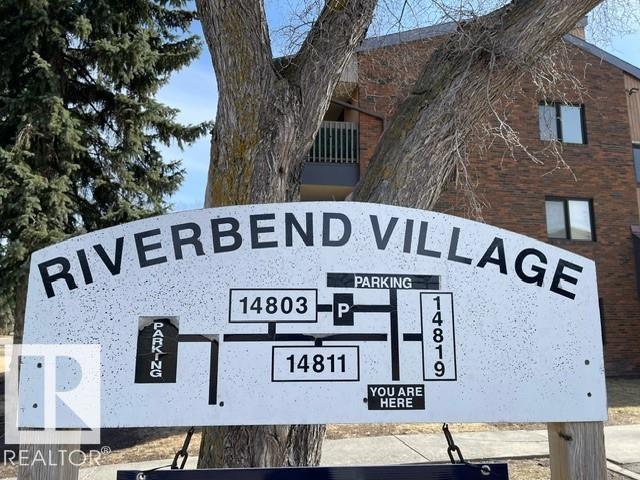 RIVERBEND VILLAGE
PARKING
14803
P
14819
PARKING
14811
YOU ARE
HERE
R
REALTOR®